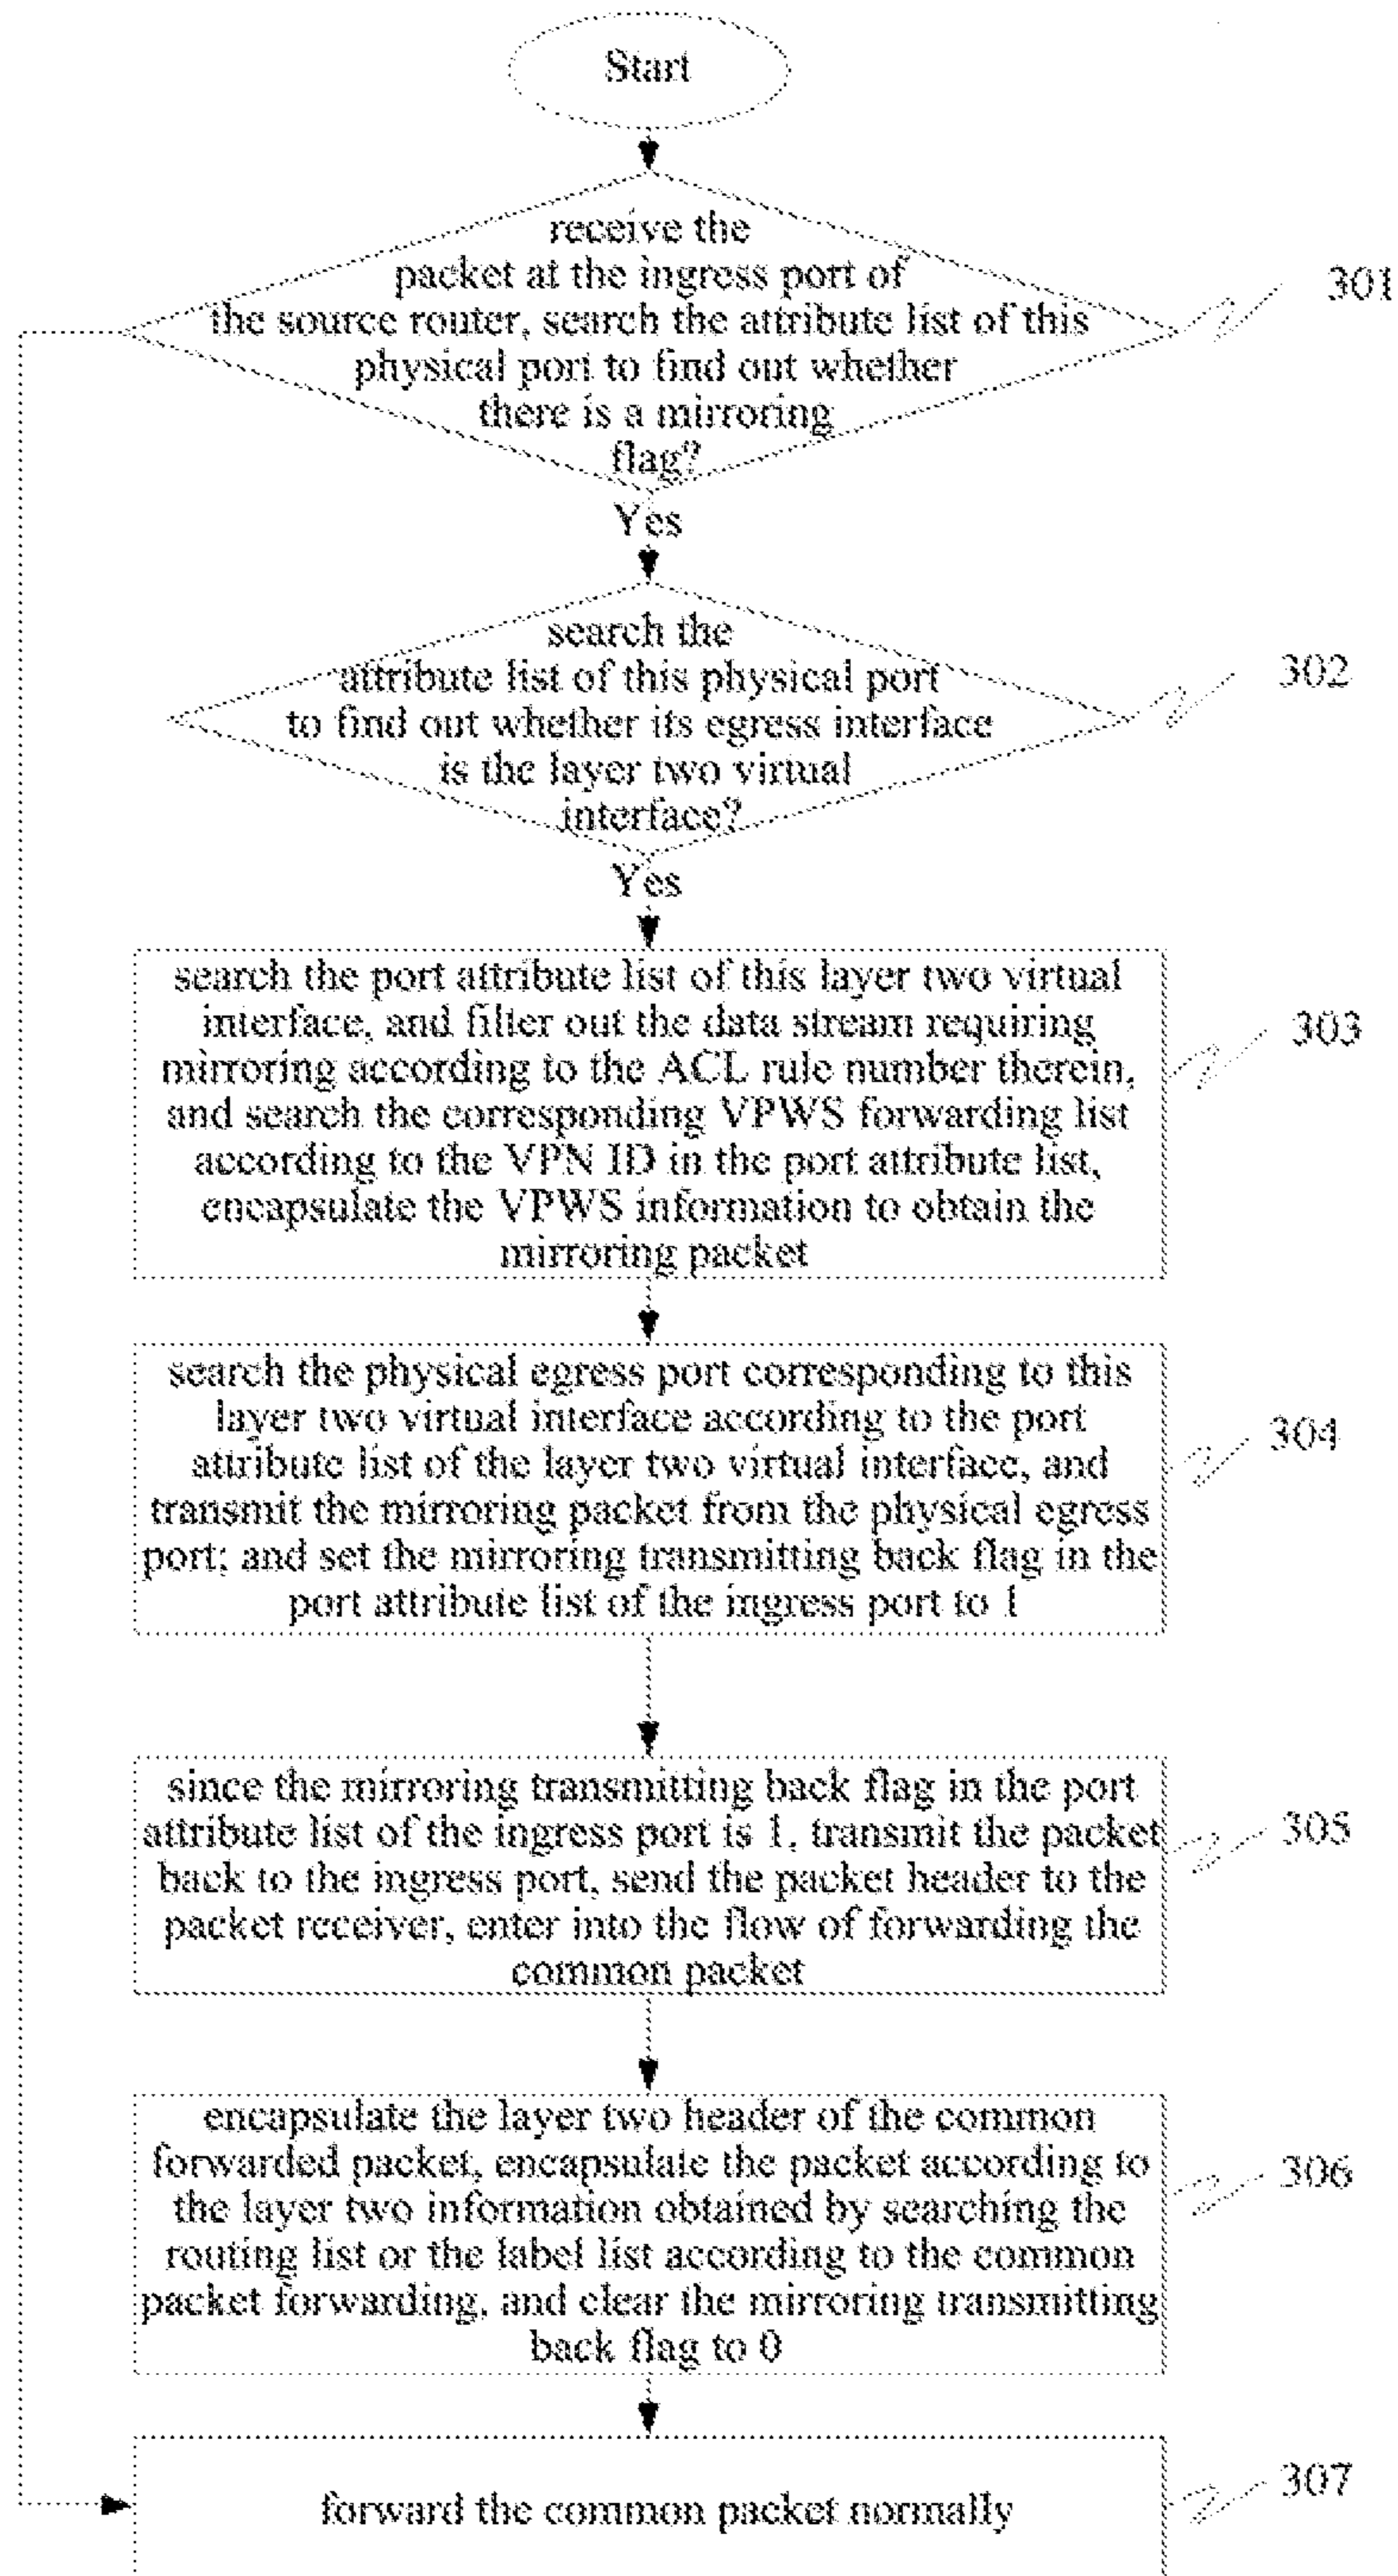 Start
receive the
packet at the ingress port of
the source router, search the attribute list of this
physical port to find out whether
there is a mirroring
flag?
301
Yes
search the
attribute list of this physical port
to find out whether its egress interface
is the layer two virtual
interface?
302
Yes
search the port attribute list of this layer two virtual
interface, and filter out the data stream requiring
mirroring according to the ACL rule number therein,
and search the corresponding VPWS forwarding list
according to the VPN ID in the port attribute list,
encapsulate the VPWS information to obtain the
mirroring packet
303
search the physical egress port corresponding to this
layer two virtual interface according to the port
attribute list of the layer two virtual interface, and
transmit the mirroring packet from the physical egress
port; and set the mirroring transmitting back flag in the
port attribute list of the ingress port to 1
304
since the mirroring transmitting back flag in the port
attribute list of the ingress port is 1, transmit the packet
back to the ingress port, send the packet header to the
packet receiver, enter into the flow of forwarding the
common packet
305
encapsulate the layer two header of the common
forwarded packet, encapsulate the packet according to
the layer two information obtained by searching the
routing list or the label list according to the common
packet forwarding, and clear the mirroring transmitting
back flag to 0
306
forward the common packet normally
307